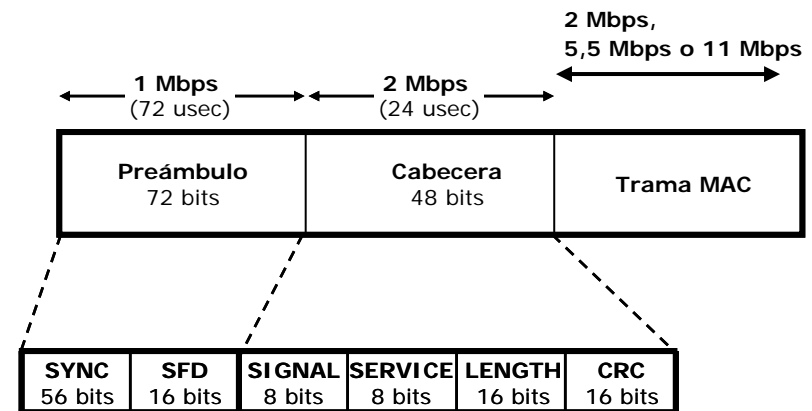 2 Mbps,
5,5 Mbps o 11 Mbps
1 Mbps
(72 usec)
2 Mbps
(24 usec)
Preámbulo
72 bits
Cabecera
48 bits
Trama MAC
SYNC
56 bits
SFD
16 bits
SIGNAL
8 bits
SERVICE
8 bits
LENGTH
16 bits
CRC
16 bits